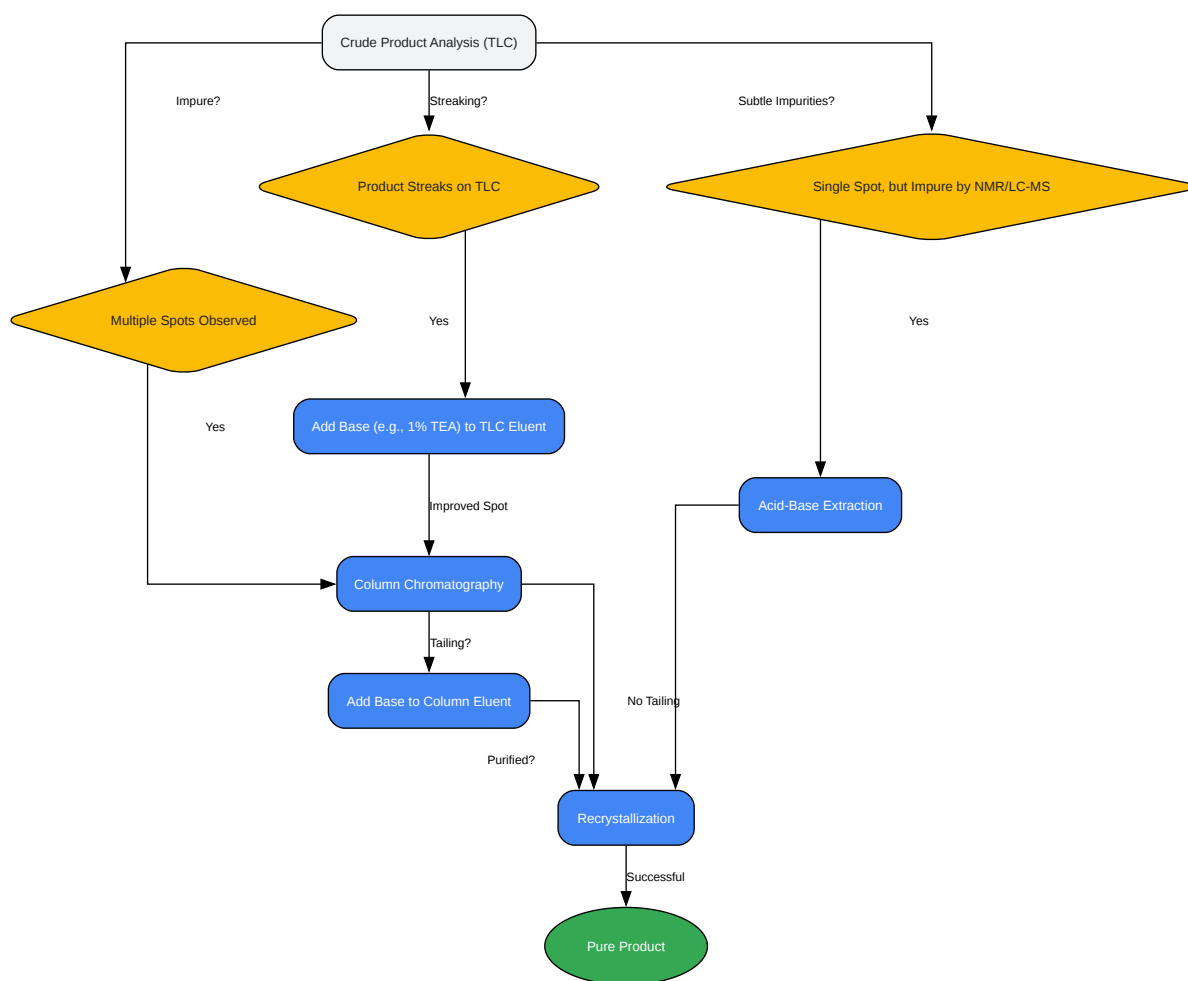 Crude Product Analysis (TLC)
Impure?
Streaking?
Subtle Impurities?
Product Streaks on TLC
Single Spot, but Impure by NMR/LC-MS
Multiple Spots Observed
Yes
Yes
Yes
Add Base (e.g., 1% TEA) to TLC Eluent
Improved Spot
Acid-Base Extraction
Column Chromatography
Tailing?
Add Base to Column Eluent
No Tailing
Purified?
Recrystallization
Successful
Pure Product